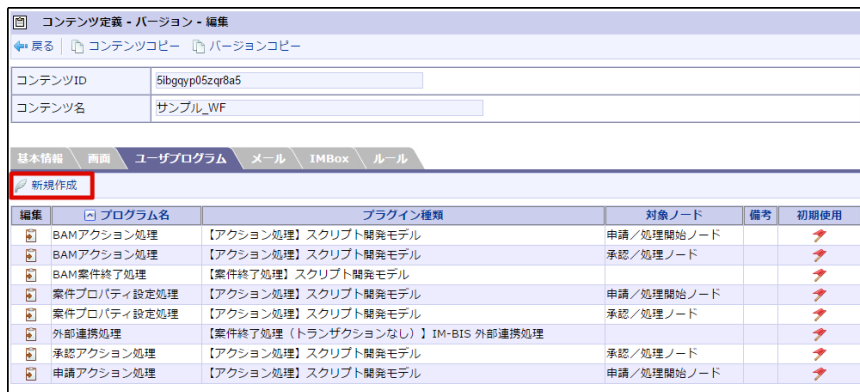 コンテンツ定義 - バージョン - 編集
戻る コンテンツコピー バージョンコピー
コンテンツID 5ibgqyp05zqr8a5
コンテンツ名 サンプル_WF
基本情報 画面 ユーザプログラム メール IMBox ルール
新規作成
編集 プログラム名 プラグイン種類 対象ノード 備考 初期使用
BAMアクション処理 【アクション処理】スクリプト開発モデル 申請／処理開始ノード
BAMアクション処理 【アクション処理】スクリプト開発モデル 承認／処理ノード
BAM案件終了処理 【案件終了処理】スクリプト開発モデル
案件プロパティ設定処理 【アクション処理】スクリプト開発モデル 申請／処理開始ノード
案件プロパティ設定処理 【アクション処理】スクリプト開発モデル 承認／処理ノード
外部連携処理 【案件終了処理（トランザクションなし）】IM-BIS 外部連携処理
承認アクション処理 【アクション処理】スクリプト開発モデル 承認／処理ノード
申請アクション処理 【アクション処理】スクリプト開発モデル 申請／処理開始ノード